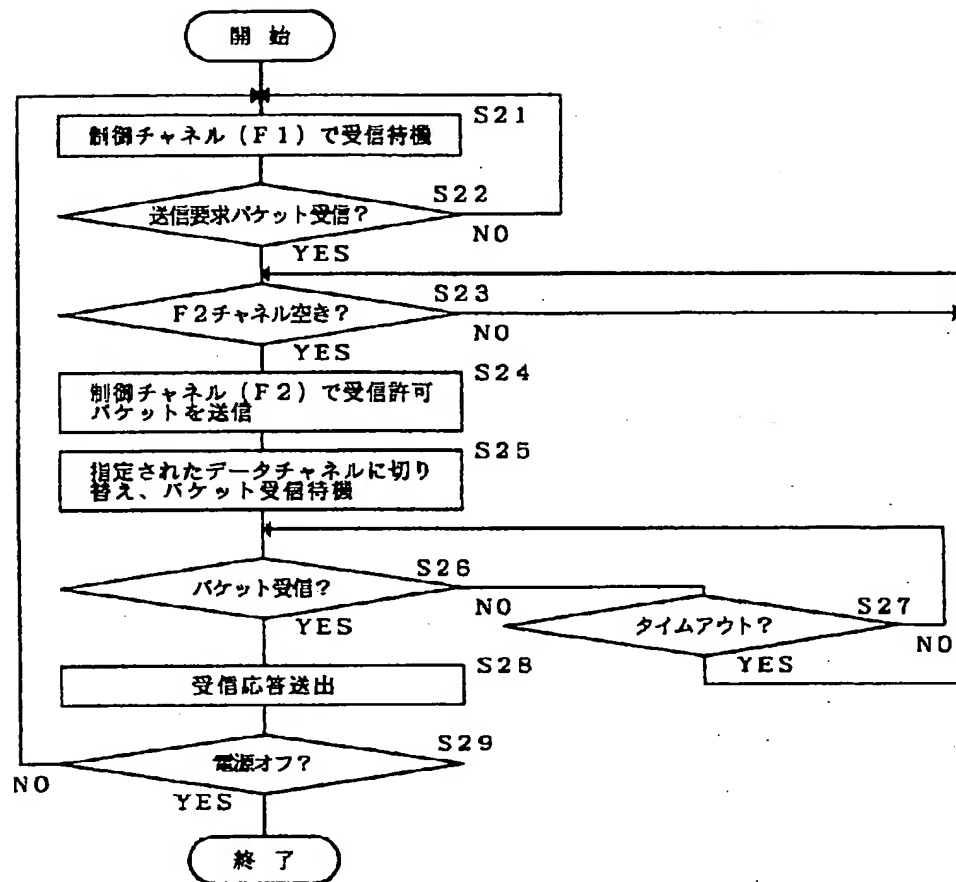 開始
S21
制御チャネル(F1)で受信待機
S22
送信要求パケット受信?
NO
YES
S23
F2チャネル空き?
NO
YES
S24
制御チャネル(F2)で受信許可
パケットを送信
S25
指定されたデータチャネルに切り
替え、パケット受信待機
S26
パケット受信?
NO
YES
S27
タイムアウト?
NO
YES
S28
受信応答送出
S29
電源オフ?
NO
YES
終了